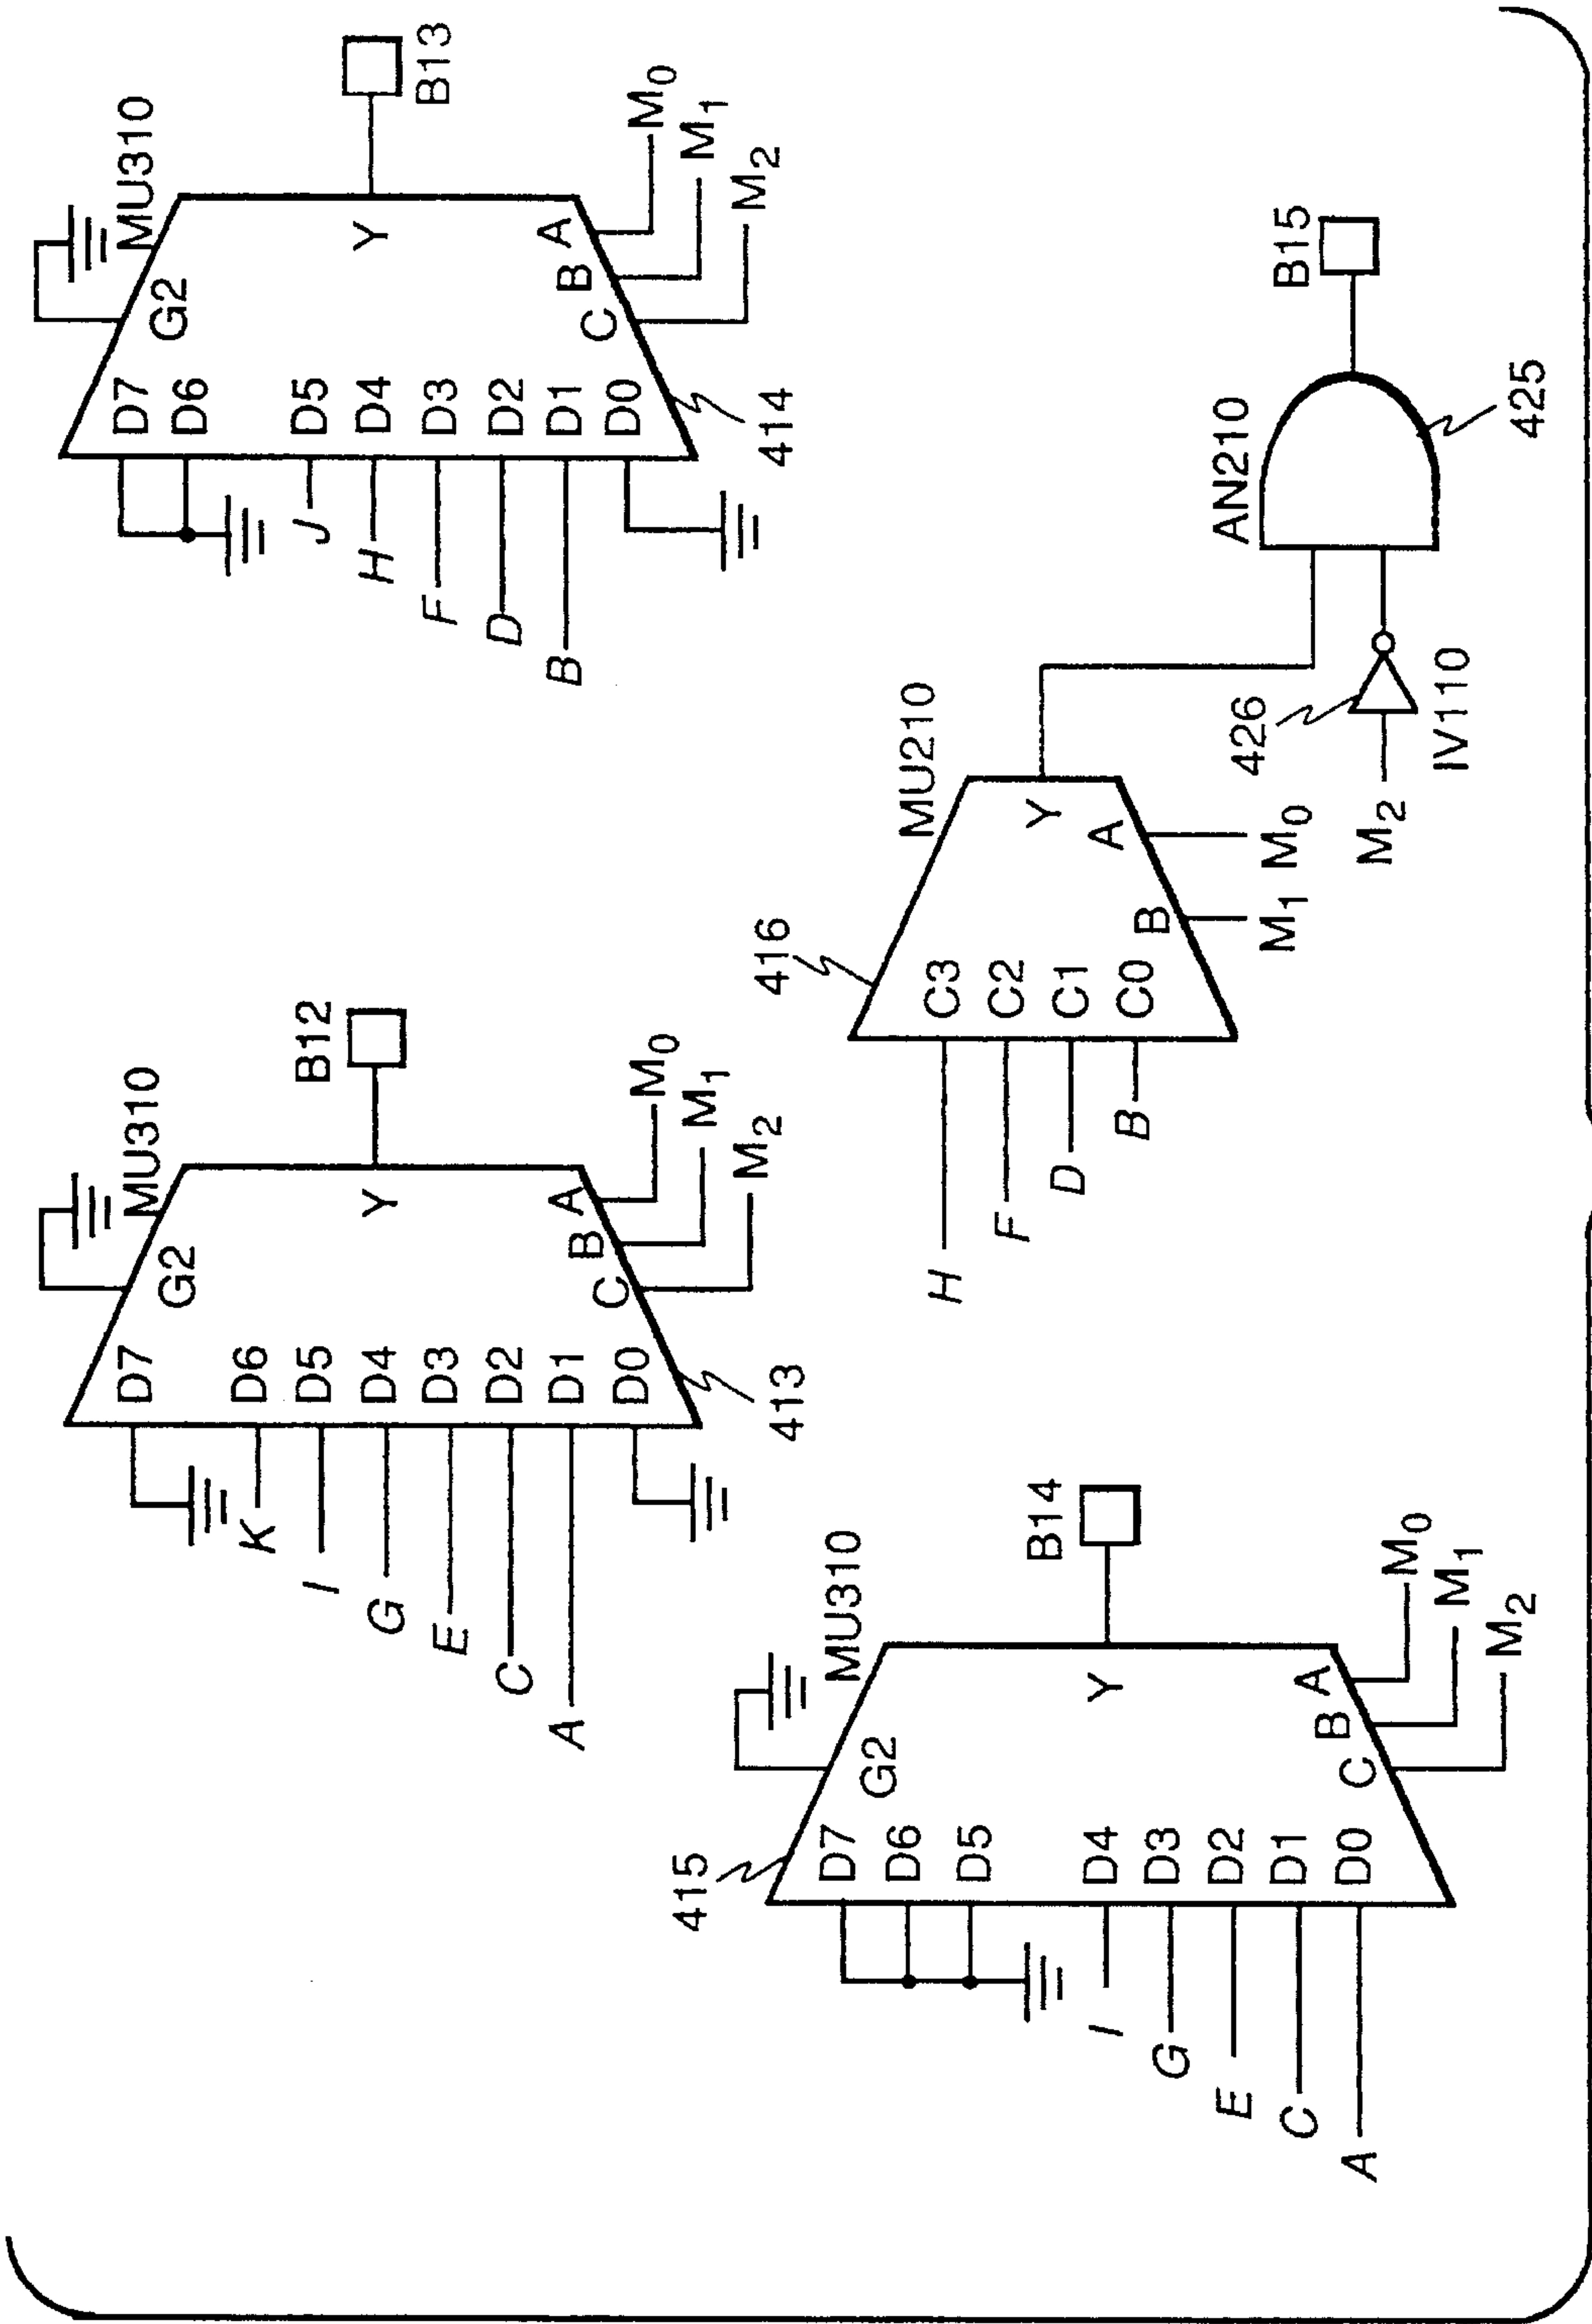 MU310
G2
D7
D6
D5
D4
D3
D2
D1
D0
Y
A
B
C
K
I
G
E
C
A
M0
M1
M2
B12
413
MU310
G2
D7
D6
D5
D4
D3
D2
D1
D0
Y
A
B
C
J
H
F
D
B
M0
M1
M2
B13
414
415
MU310
G2
D7
D6
D5
D4
D3
D2
D1
D0
Y
A
B
C
I
G
E
C
A
M0
M1
M2
B14
416
MU210
C3
C2
C1
C0
Y
A
B
H
F
D
B
M1
M0
AN210
B15
425
426
M2
IV110